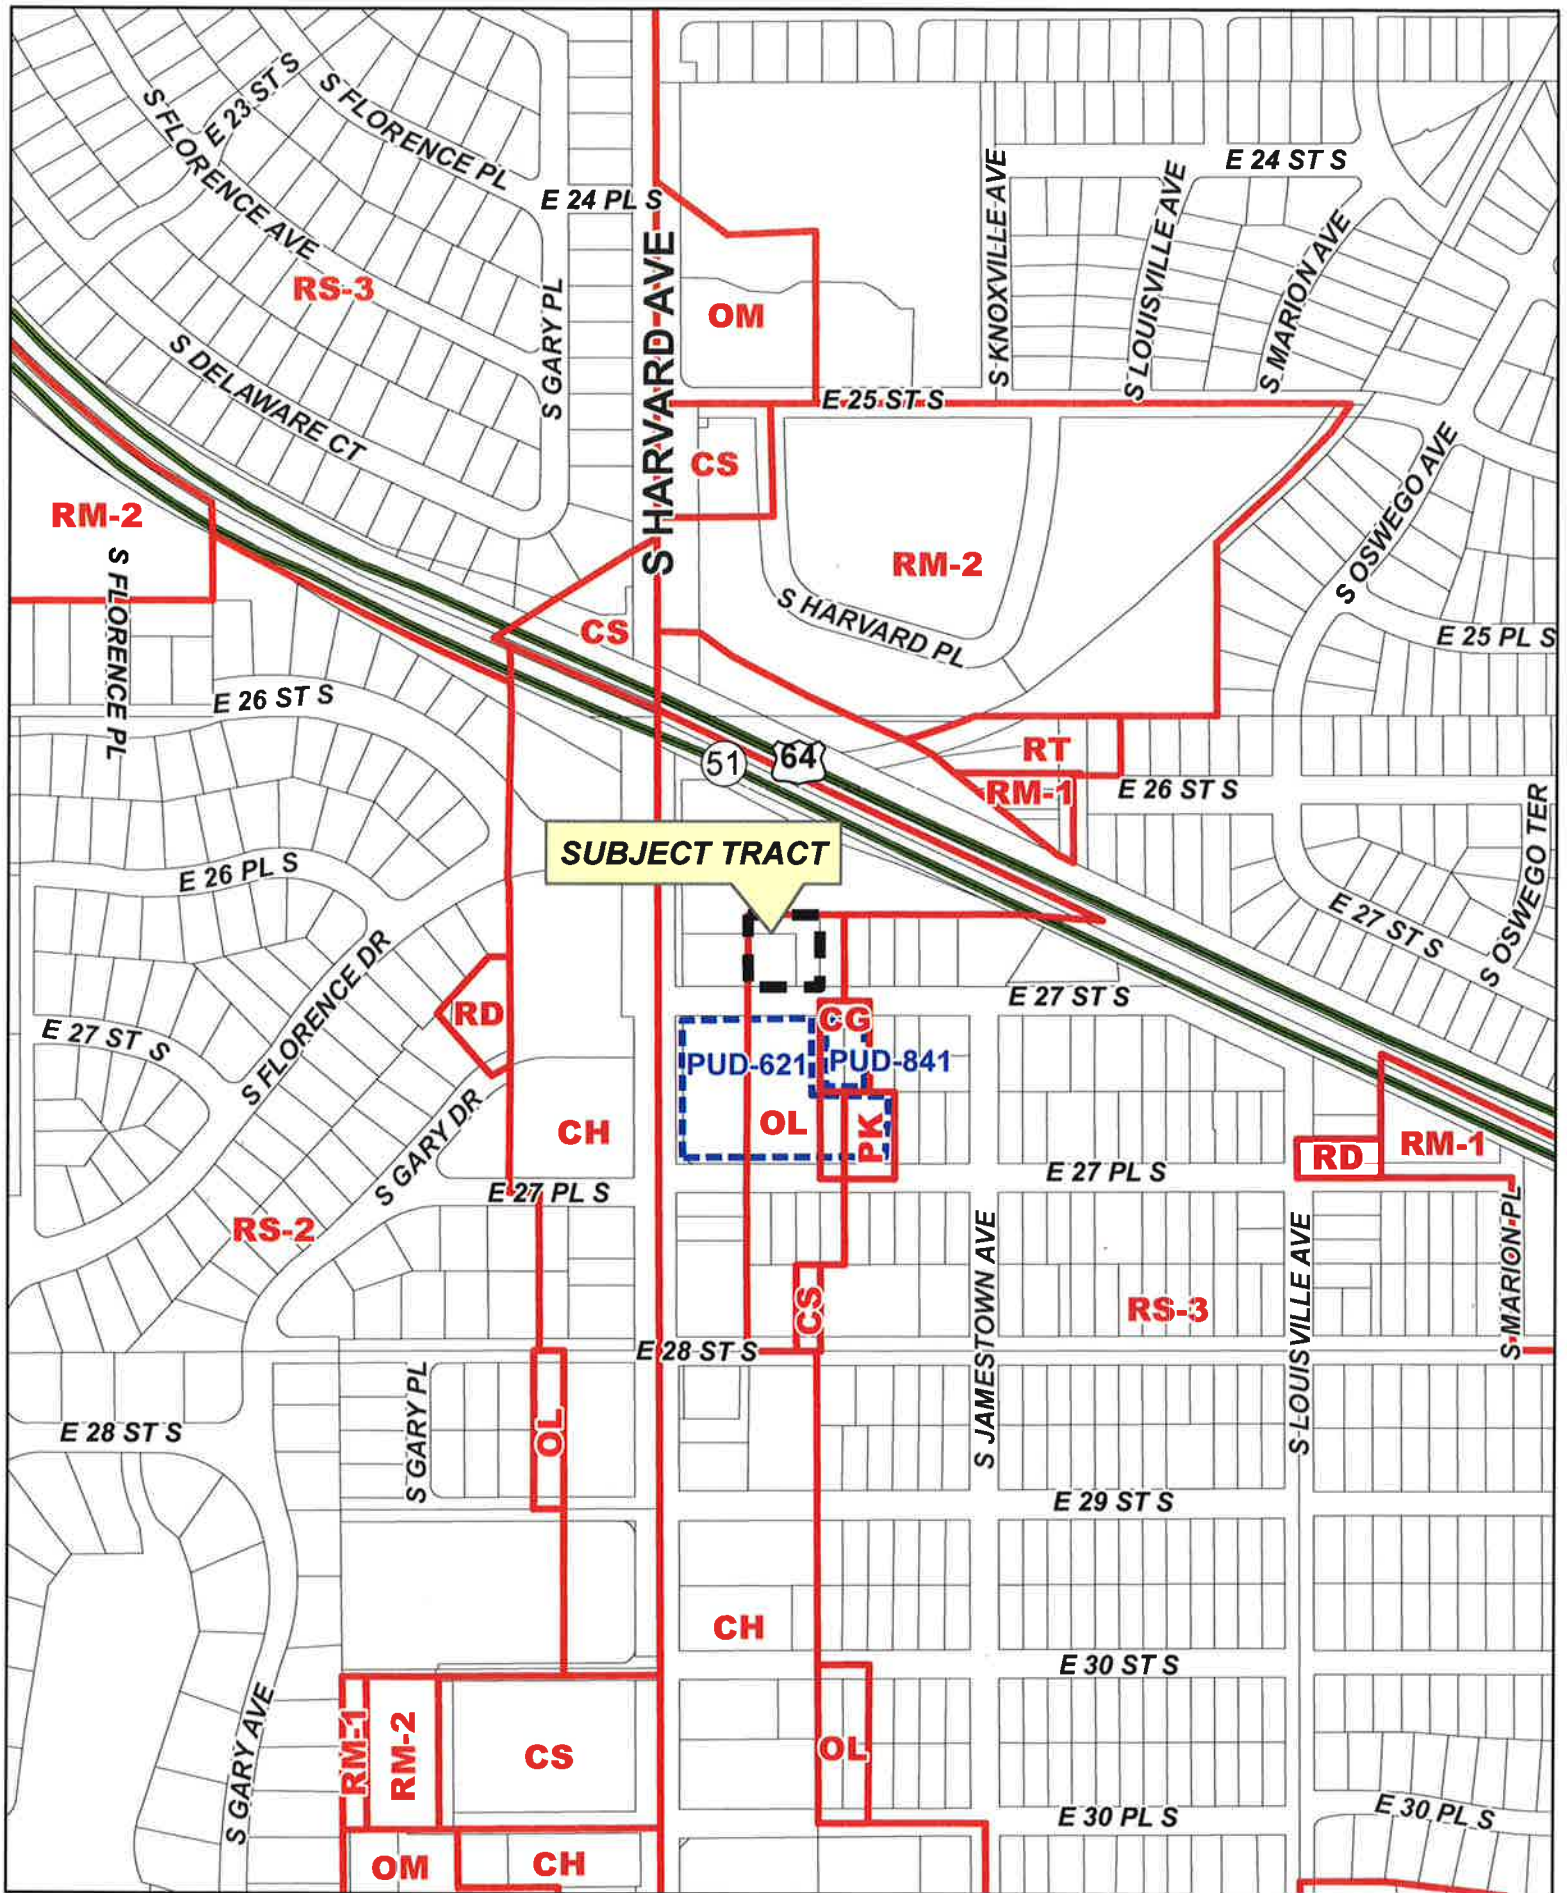 E 23 ST S
S FLORENCE PL
S FLORENCE AVE
E 24 PL S
E 24 ST S
S KNOXVILLE AVE
S LOUISVILLE AVE
S MARION AVE
RS-3
S GARY PL
S HARVARD AVE
OM
S DELAWARE CT
E 25 ST S
CS
RM-2
S FLORENCE PL
RM-2
S OSWEGO AVE
S HARVARD PL
CS
E 25 PL S
E 26 ST S
RT
51
64
RM-1
E 26 ST S
SUBJECT TRACT
E 26 PL S
S OSWEGO TER
E 27 ST S
S FLORENCE DR
E 27 ST S
RD
E 27 ST S
CG
PUD-621
PUD-841
S GARY DR
CH
OL
PK
RD
RM-1
E 27 PL S
E 27 PL S
RS-2
S JAMESTOWN AVE
S LOUISVILLE AVE
S MARION PL
CS
RS-3
E 28 ST S
S GARY PL
OL
E 28 ST S
E 29 ST S
CH
E 30 ST S
S GARY AVE
RM-1
RM-2
CS
OL
E 30 PL S
E 30 PL S
OM
CH